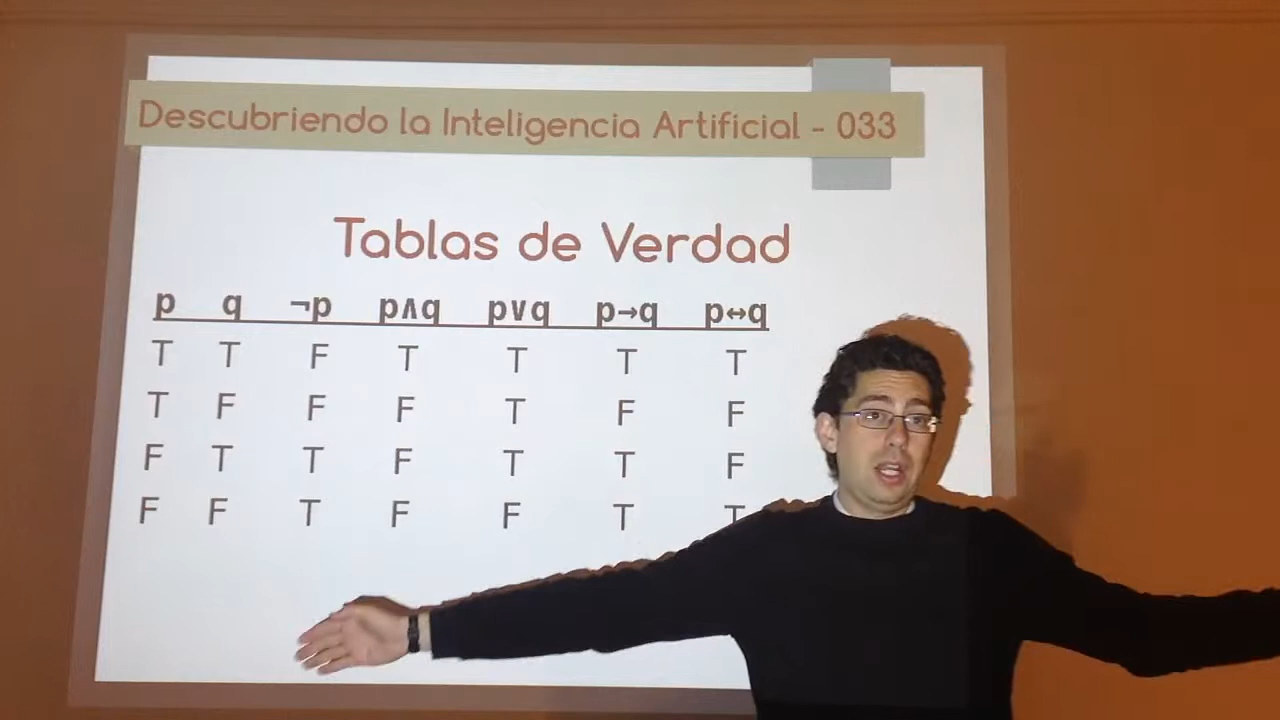 Descubriendo la Inteligencia Artificial - 033
Tablas de Verdad
p q ¬p p∧q p∨q p→q p↔q
T T F T T T T
T F F F T F F
F T T F T T F
F F T F F T T